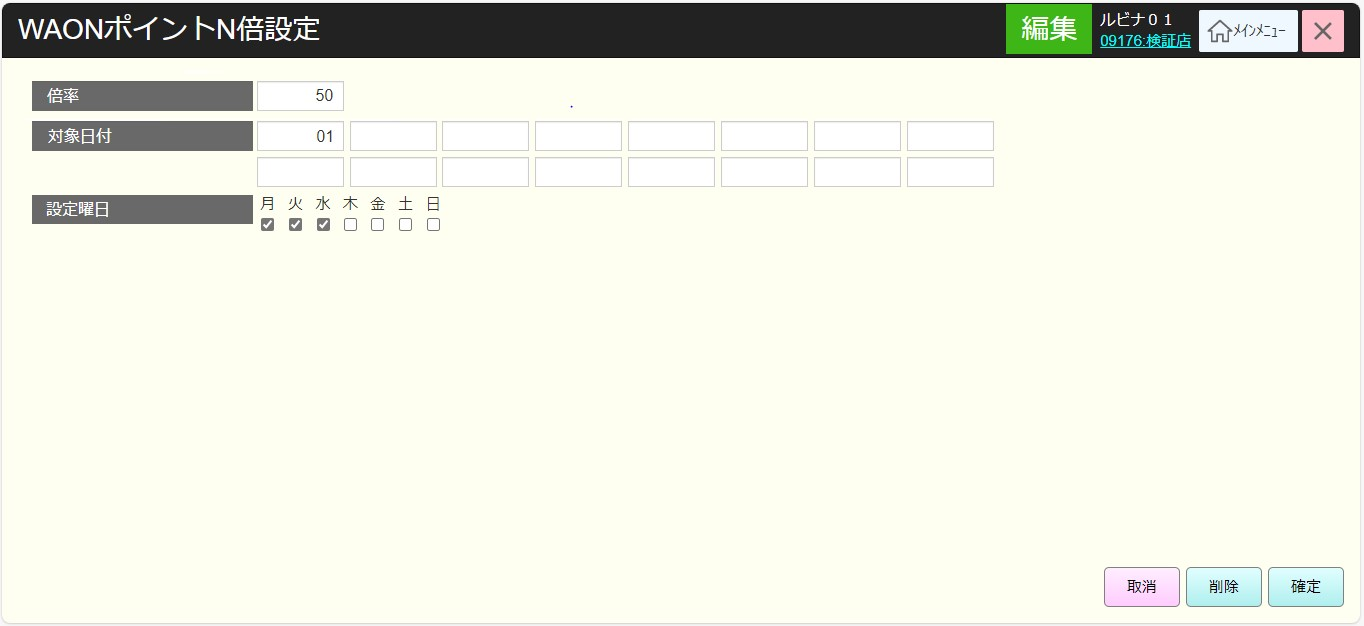 WAONポイントN倍設定
編集
ルビナ０１
09176:検証店
ﾒｲﾝﾒﾆｭｰ
倍率
50
対象日付
01
設定曜日
月 火 水 木 金 土 日
取消
削除
確定